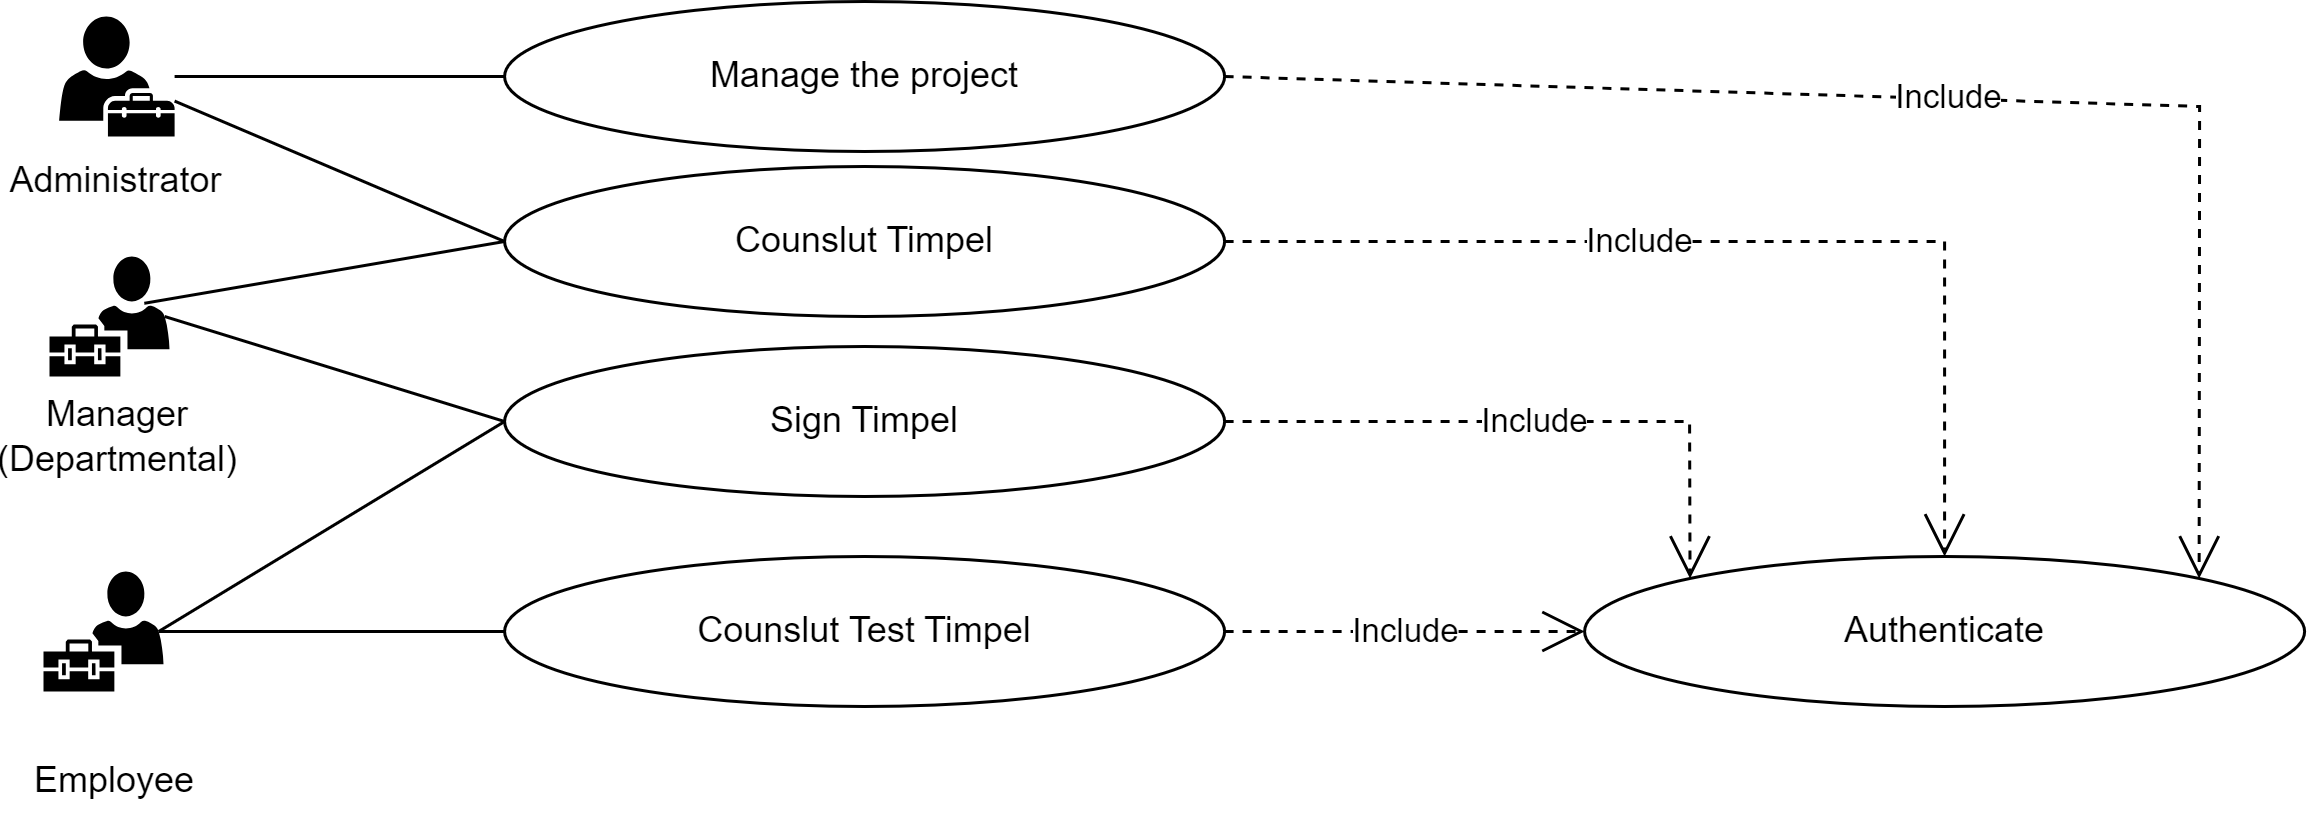 Manage the project
Include
Administrator
Counslut Timpel
Include
Manager
(Departmental)
Sign Timpel
Include
Counslut Test Timpel
Include
Authenticate
Employee